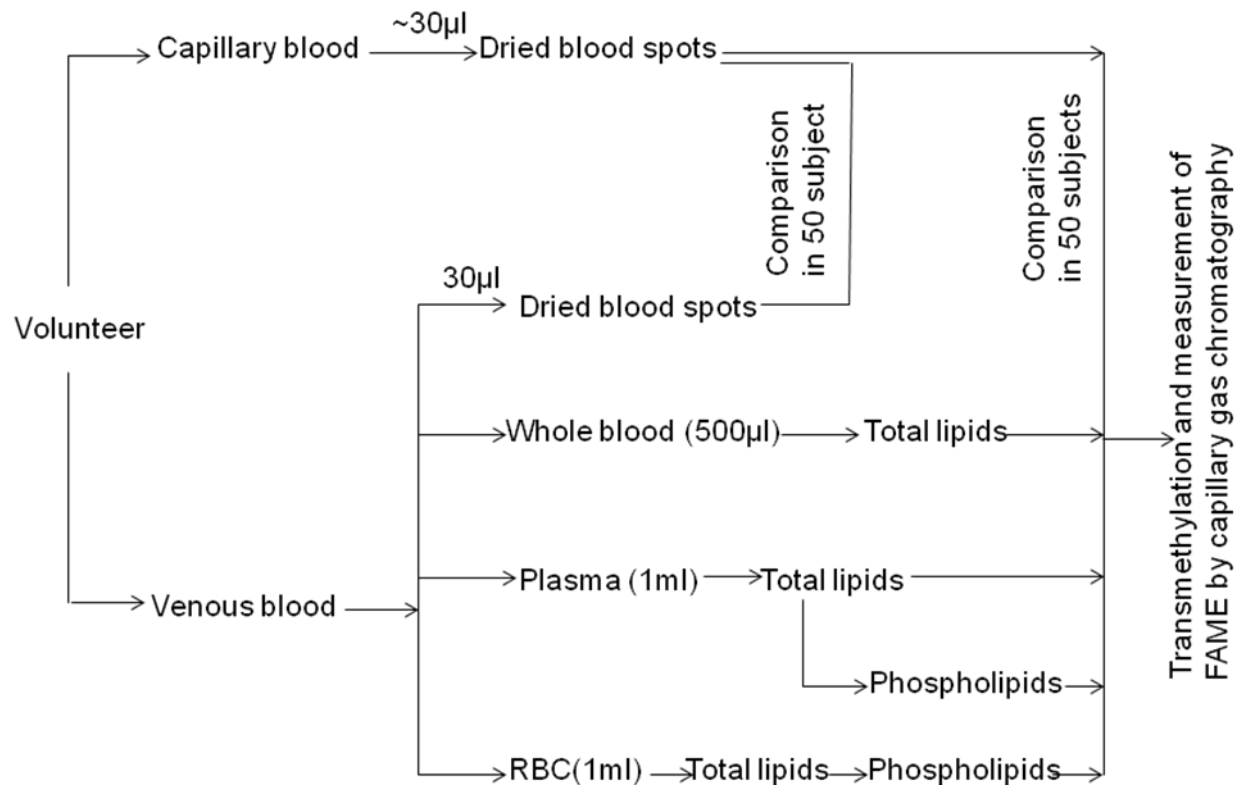 ~30µl
Capillary blood
Dried blood spots
Comparison
in 50 subject
Comparison
in 50 subjects
Transmethylation and measurement of
FAME by capillary gas chromatography
30µl
Dried blood spots
Volunteer
Whole blood (500µl)
Total lipids
Plasma (1ml)
Total lipids
Venous blood
Phospholipids
RBC(1ml)
Total lipids
Phospholipids